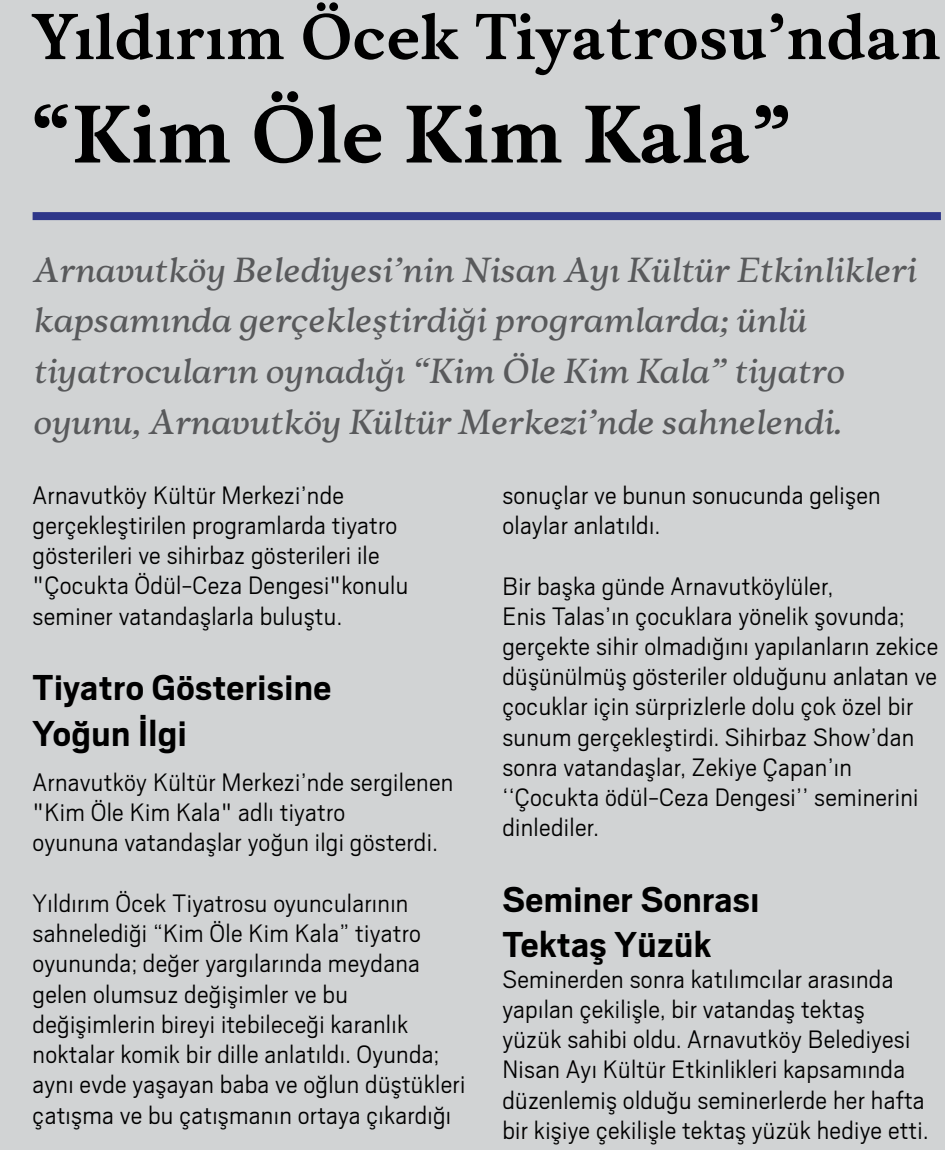 Yıldırım Öcek Tiyatrosu’ndan
“Kim Öle Kim Kala”
Arnavutköy Belediyesi’nin Nisan Ayı Kültür Etkinlikleri
kapsamında gerçekleştirdiği programlarda; ünlü
tiyatrocuların oynadığı “Kim Öle Kim Kala” tiyatro
oyunu, Arnavutköy Kültür Merkezi’nde sahnelendi.
Arnavutköy Kültür Merkezi’nde
gerçekleştirilen programlarda tiyatro
gösterileri ve sihirbaz gösterileri ile
"Çocukta Ödül-Ceza Dengesi"konulu
seminer vatandaşlarla buluştu.
Tiyatro Gösterisine
Yoğun İlgi
Arnavutköy Kültür Merkezi’nde sergilenen
"Kim Öle Kim Kala" adlı tiyatro
oyununa vatandaşlar yoğun ilgi gösterdi.
Yıldırım Öcek Tiyatrosu oyuncularının
sahnelediği “Kim Öle Kim Kala” tiyatro
oyununda; değer yargılarında meydana
gelen olumsuz değişimler ve bu
değişimlerin bireyi itebileceği karanlık
noktalar komik bir dille anlatıldı. Oyunda;
aynı evde yaşayan baba ve oğlun düştükleri
çatışma ve bu çatışmanın ortaya çıkardığı
sonuçlar ve bunun sonucunda gelişen
olaylar anlatıldı.
Bir başka günde Arnavutköylüler,
Enis Talas’ın çocuklara yönelik şovunda;
gerçekte sihir olmadığını yapılanların zekice
düşünülmüş gösteriler olduğunu anlatan ve
çocuklar için sürprizlerle dolu çok özel bir
sunum gerçekleştirdi. Sihirbaz Show’dan
sonra vatandaşlar, Zekiye Çapan’ın
‘‘Çocukta ödül-Ceza Dengesi’’ seminerini
dinlediler.
Seminer Sonrası
Tektaş Yüzük
Seminerden sonra katılımcılar arasında
yapılan çekilişle, bir vatandaş tektaş
yüzük sahibi oldu. Arnavutköy Belediyesi
Nisan Ayı Kültür Etkinlikleri kapsamında
düzenlemiş olduğu seminerlerde her hafta
bir kişiye çekilişle tektaş yüzük hediye etti.